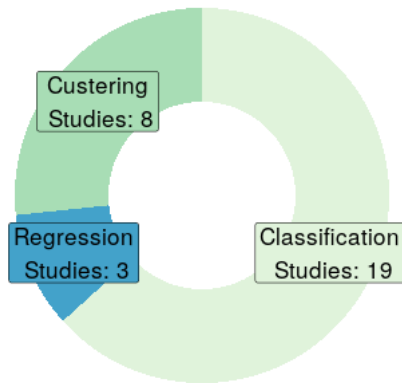 Custering
Studies: 8
Regression
Studies: 3
Classification
Studies: 19